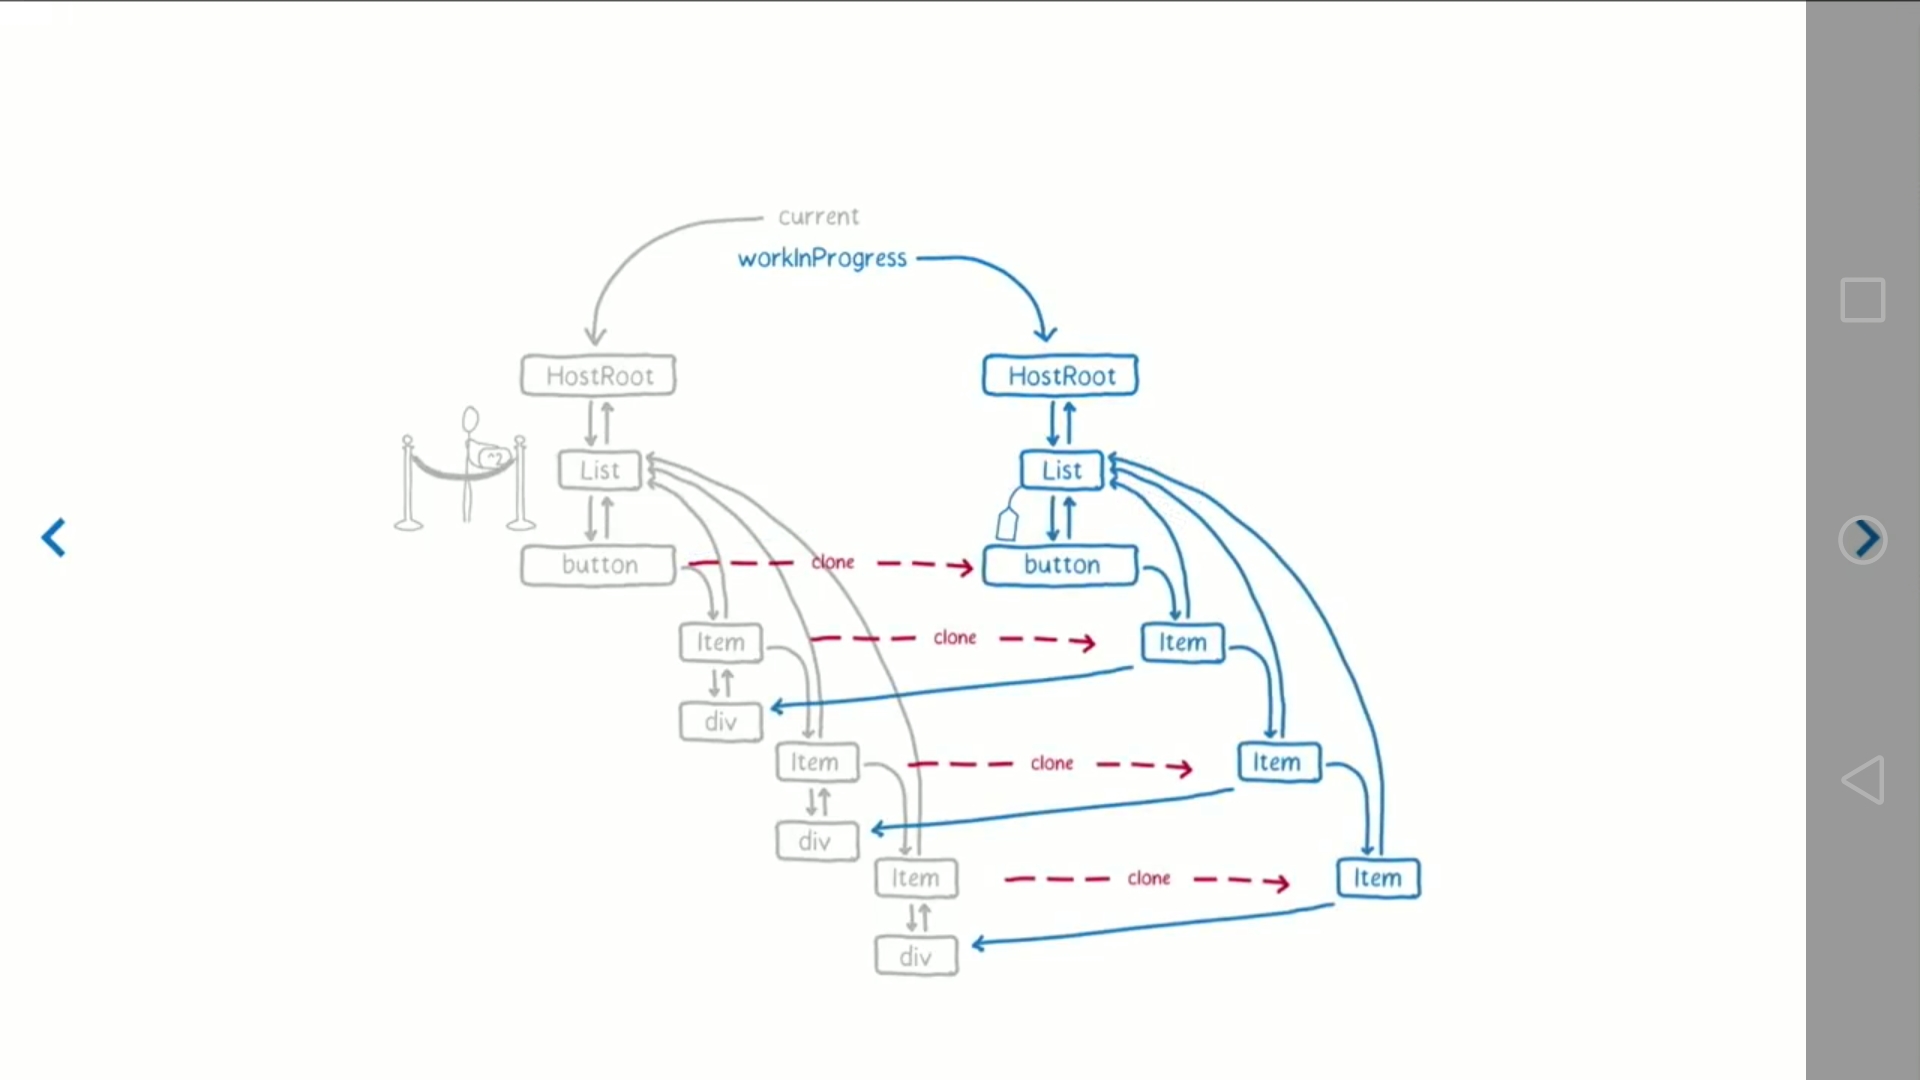 current
workInProgress
HostRoot
HostRoot
^2
List
List
button
clone
button
Item
clone
Item
div
Item
clone
Item
div
Item
clone
Item
div